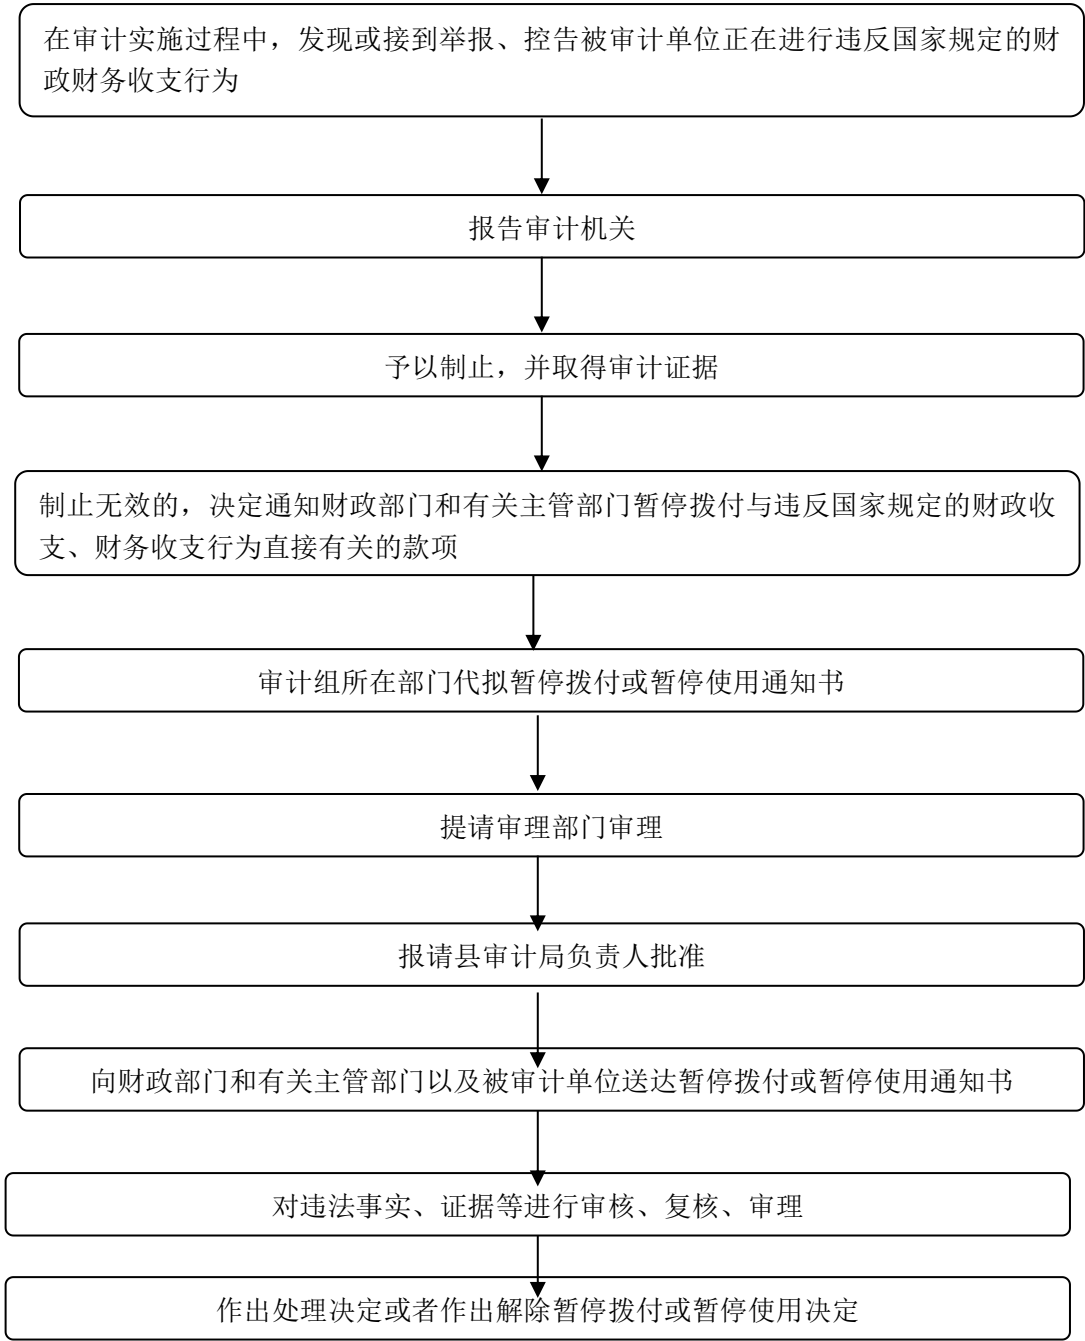 在审计实施过程中，发现或接到举报、控告被审计单位正在进行违反国家规定的财
政财务收支行为
报告审计机关
予以制止，并取得审计证据
制止无效的，决定通知财政部门和有关主管部门暂停拨付与违反国家规定的财政收
支、财务收支行为直接有关的款项
审计组所在部门代拟暂停拨付或暂停使用通知书
提请审理部门审理
报请县审计局负责人批准
向财政部门和有关主管部门以及被审计单位送达暂停拨付或暂停使用通知书
对违法事实、证据等进行审核、复核、审理
作出处理决定或者作出解除暂停拨付或暂停使用决定